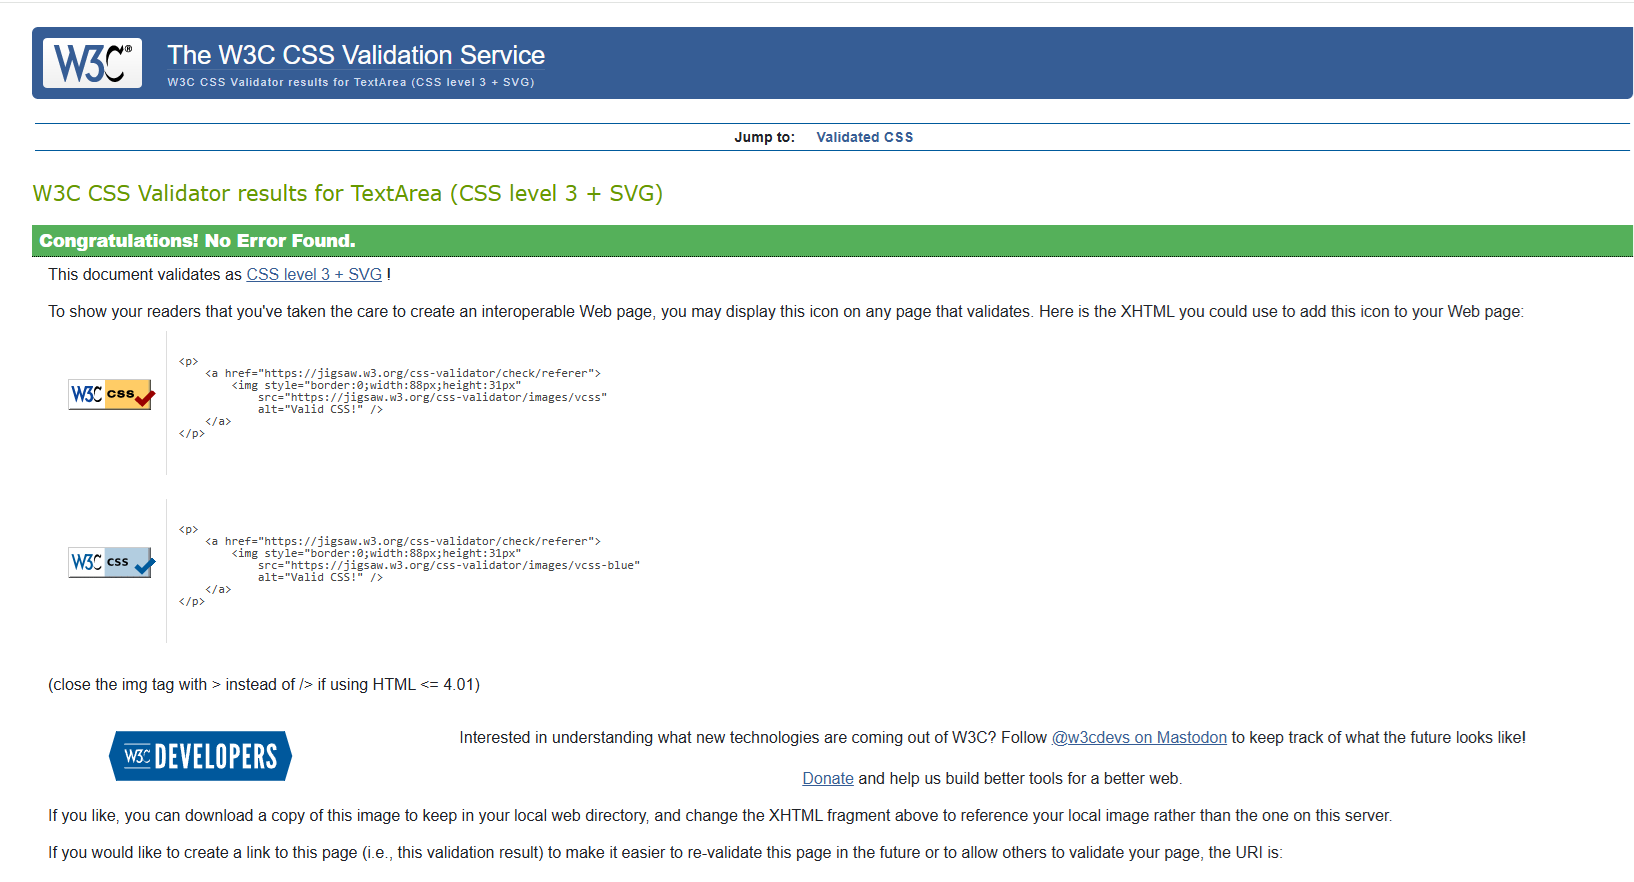 W3C®
The W3C CSS Validation Service
W3C CSS Validator results for TextArea (CSS level 3 + SVG)
Jump to: Validated CSS
W3C CSS Validator results for TextArea (CSS level 3 + SVG)
Congratulations! No Error Found.
This document validates as CSS level 3 + SVG !
To show your readers that you've taken the care to create an interoperable Web page, you may display this icon on any page that validates. Here is the XHTML you could use to add this icon to your Web page:
W3C css
<p>
    <a href="https://jigsaw.w3.org/css-validator/check/referer">
        <img style="border:0;width:88px;height:31px"
            src="https://jigsaw.w3.org/css-validator/images/vcss"
            alt="Valid CSS!" />
    </a>
</p>
W3C css
<p>
    <a href="https://jigsaw.w3.org/css-validator/check/referer">
        <img style="border:0;width:88px;height:31px"
            src="https://jigsaw.w3.org/css-validator/images/vcss-blue"
            alt="Valid CSS!" />
    </a>
</p>
(close the img tag with > instead of /> if using HTML <= 4.01)
W3C DEVELOPERS
Interested in understanding what new technologies are coming out of W3C? Follow @w3cdevs on Mastodon to keep track of what the future looks like!
Donate and help us build better tools for a better web.
If you like, you can download a copy of this image to keep in your local web directory, and change the XHTML fragment above to reference your local image rather than the one on this server.
If you would like to create a link to this page (i.e., this validation result) to make it easier to re-validate this page in the future or to allow others to validate your page, the URI is: